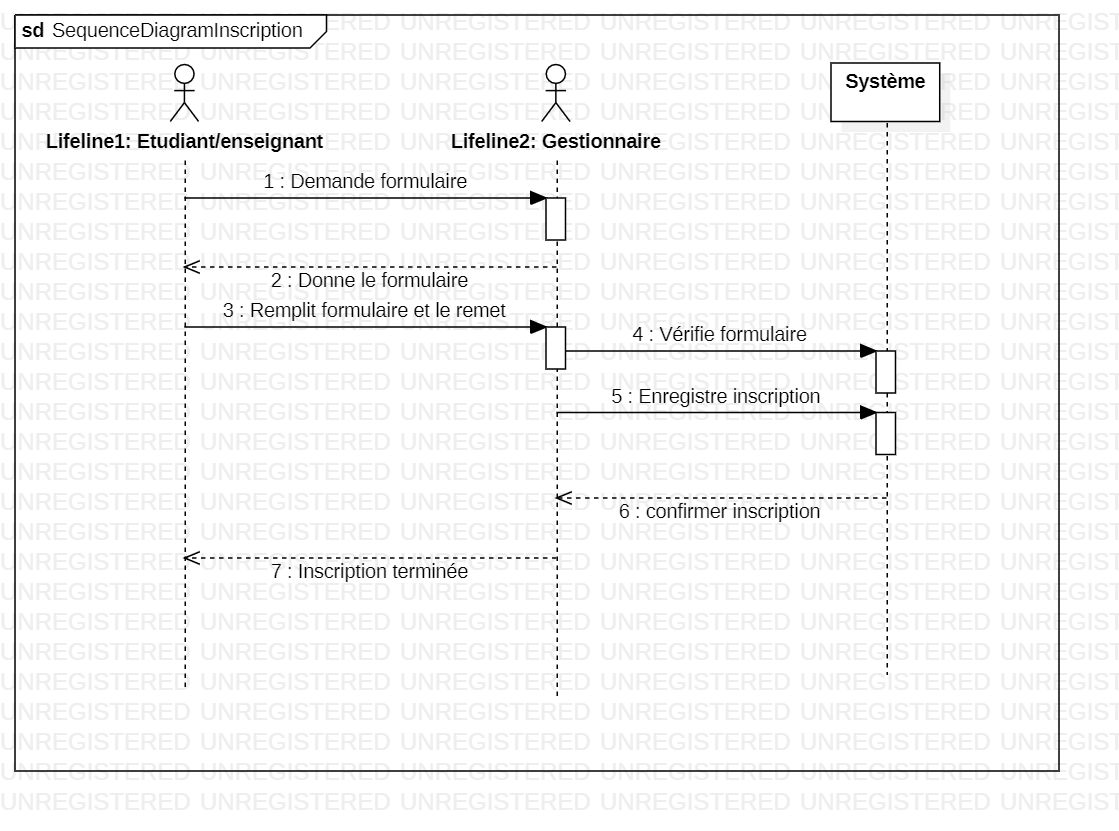 sd SequenceDiagramInscription
Système
Lifeline1: Etudiant/enseignant
Lifeline2: Gestionnaire
1 : Demande formulaire
2 : Donne le formulaire
3 : Remplit formulaire et le remet
4 : Vérifie formulaire
5 : Enregistre inscription
6 : confirmer inscription
7 : Inscription terminée
UNREGISTERED